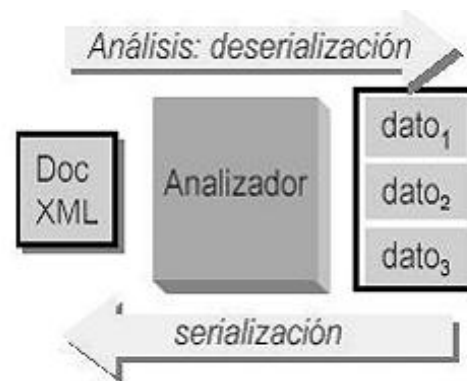 Análisis: deserialización
Doc
XML
Analizador
dato1
dato2
dato3
serialización